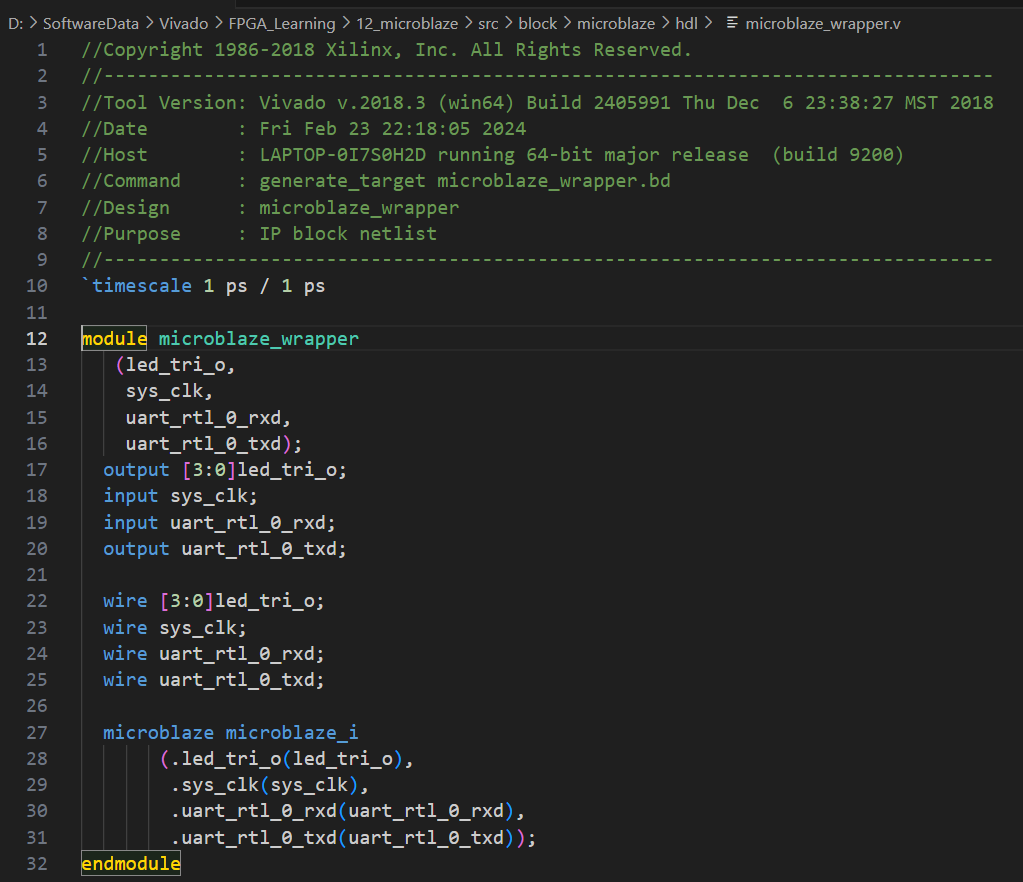 D: > SoftwareData > Vivado > FPGA_Learning > 12_microblaze > src > block > microblaze > hdl > microblaze_wrapper.v
1 //Copyright 1986-2018 Xilinx, Inc. All Rights Reserved.
2 //--------------------------------------------------------------------------------
3 //Tool Version: Vivado v.2018.3 (win64) Build 2405991 Thu Dec  6 23:38:27 MST 2018
4 //Date        : Fri Feb 23 22:18:05 2024
5 //Host        : LAPTOP-0I7S0H2D running 64-bit major release  (build 9200)
6 //Command     : generate_target microblaze_wrapper.bd
7 //Design      : microblaze_wrapper
8 //Purpose     : IP block netlist
9 //--------------------------------------------------------------------------------
10 `timescale 1 ps / 1 ps
11
12 module microblaze_wrapper
13    (led_tri_o,
14     sys_clk,
15     uart_rtl_0_rxd,
16     uart_rtl_0_txd);
17   output [3:0]led_tri_o;
18   input sys_clk;
19   input uart_rtl_0_rxd;
20   output uart_rtl_0_txd;
21
22   wire [3:0]led_tri_o;
23   wire sys_clk;
24   wire uart_rtl_0_rxd;
25   wire uart_rtl_0_txd;
26
27   microblaze microblaze_i
28        (.led_tri_o(led_tri_o),
29         .sys_clk(sys_clk),
30         .uart_rtl_0_rxd(uart_rtl_0_rxd),
31         .uart_rtl_0_txd(uart_rtl_0_txd));
32 endmodule